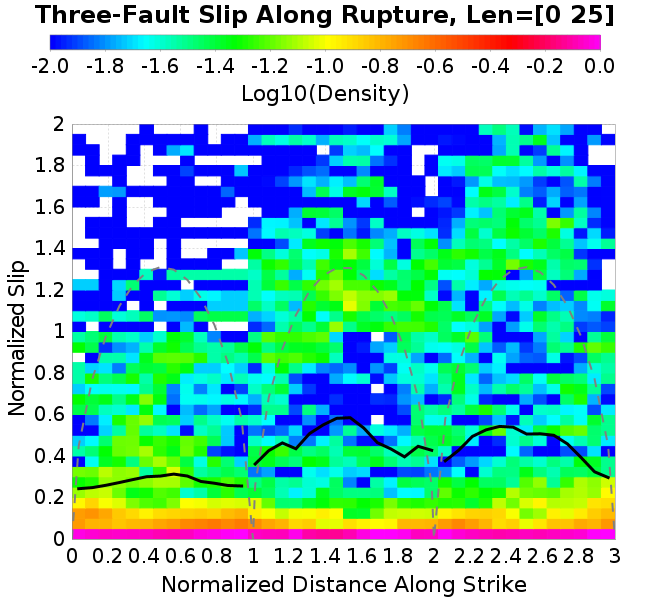 Three-Fault Slip Along Rupture, Len=[0 25]
-2.0 -1.8 -1.6 -1.4 -1.2 -1.0 -0.8 -0.6 -0.4 -0.2 0.0
Log10(Density)
2
1.8
1.6
1.4
1.2
1
0.8
0.6
0.4
0.2
0
Normalized Slip
0 0.2 0.4 0.6 0.8 1 1.2 1.4 1.6 1.8 2 2.2 2.4 2.6 2.8 3
Normalized Distance Along Strike